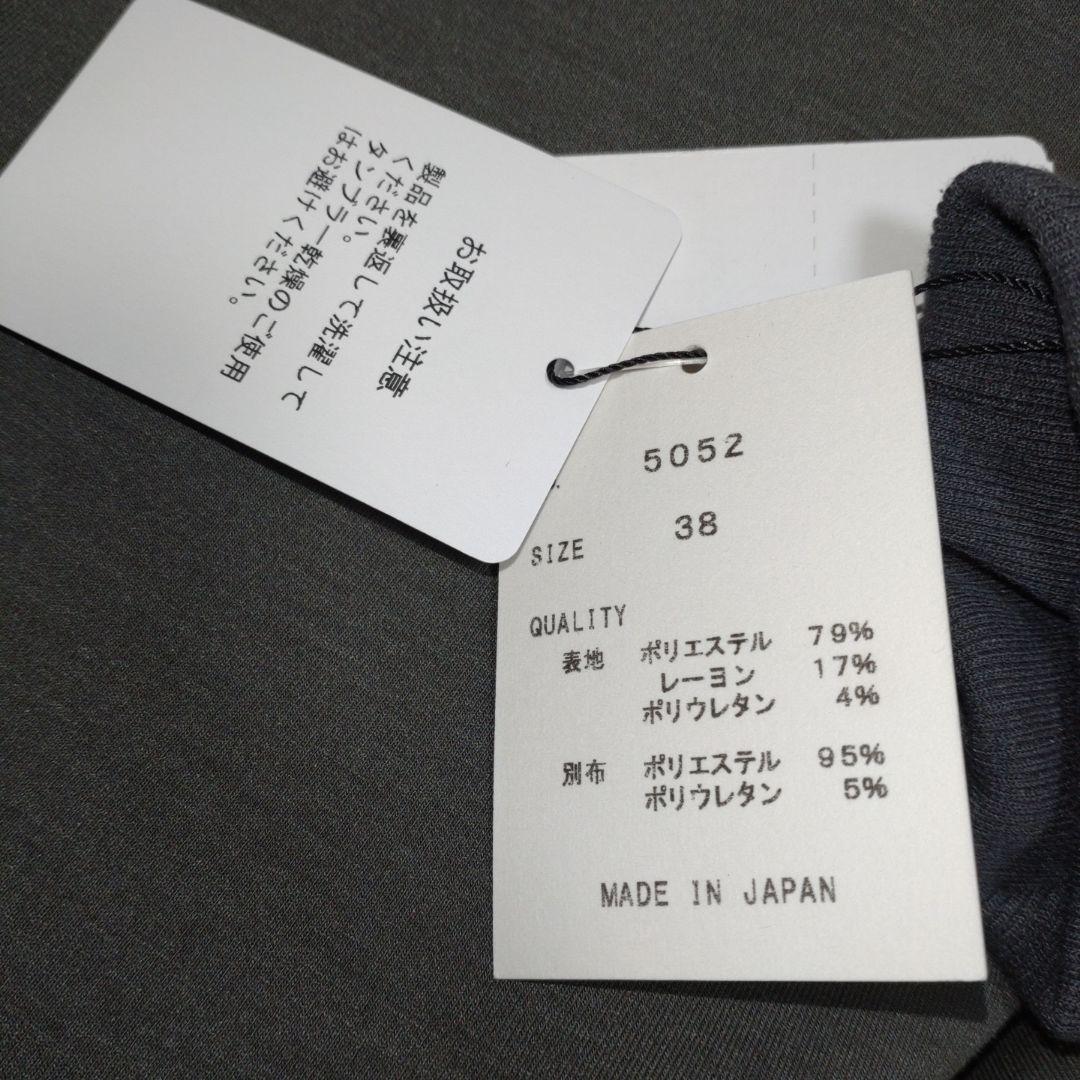 お取扱い注意
製品を裏返して洗濯して
ください。
タンブラー乾燥のご使用
はお避けください。
5052
SIZE 38
QUALITY
表地 ポリエステル 79%
レーヨン 17%
ポリウレタン 4%
別布 ポリエステル 95%
ポリウレタン 5%
MADE IN JAPAN